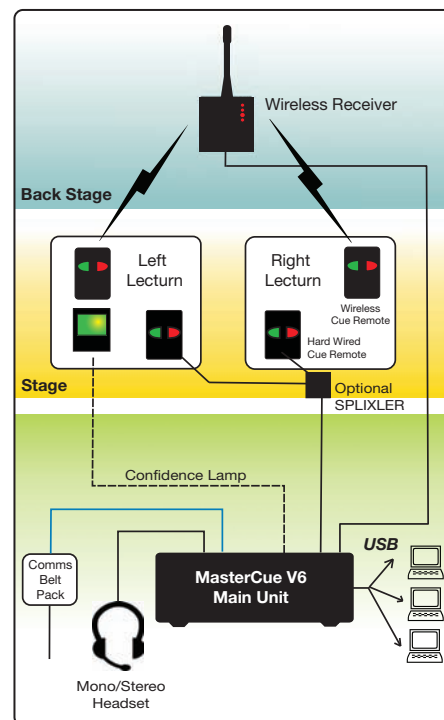 Wireless Receiver
Back Stage
Left
Lecturn
Right
Lecturn
Wireless
Cue Remote
Hard Wired
Cue Remote
Stage
Optional
SPLIXLER
Confidence Lamp
USB
Comms
Belt
Pack
MasterCue V6
Main Unit
Mono/Stereo
Headset